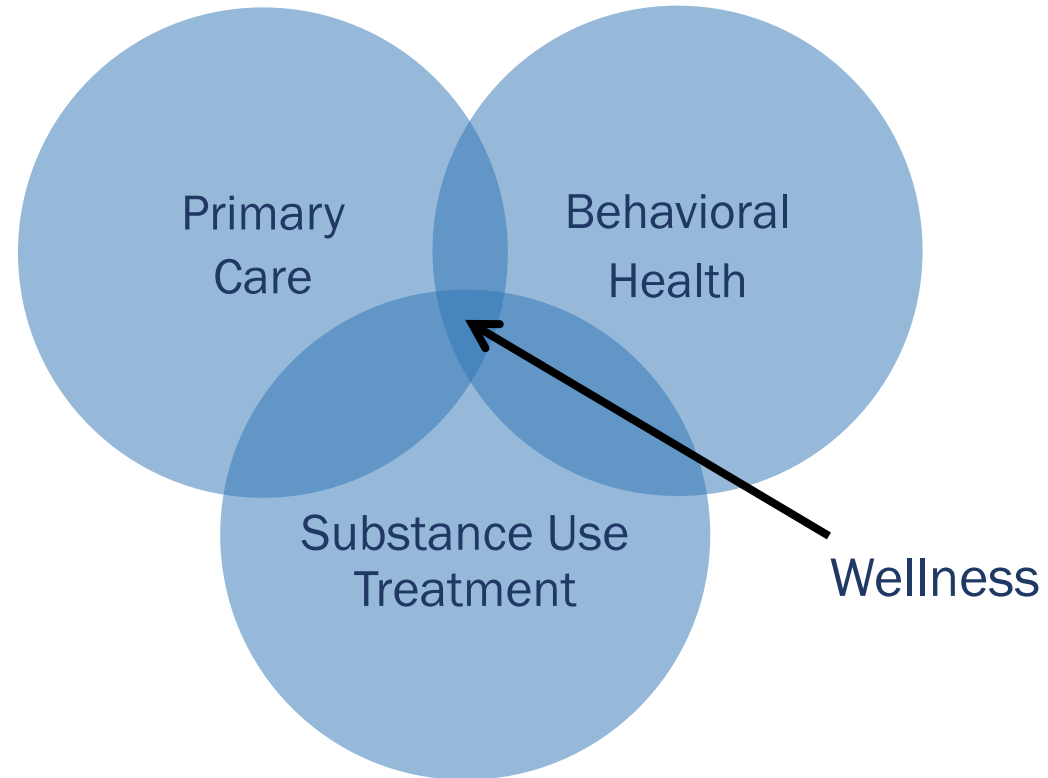 Primary
Care
Behavioral
Health
Substance Use
Treatment
Wellness